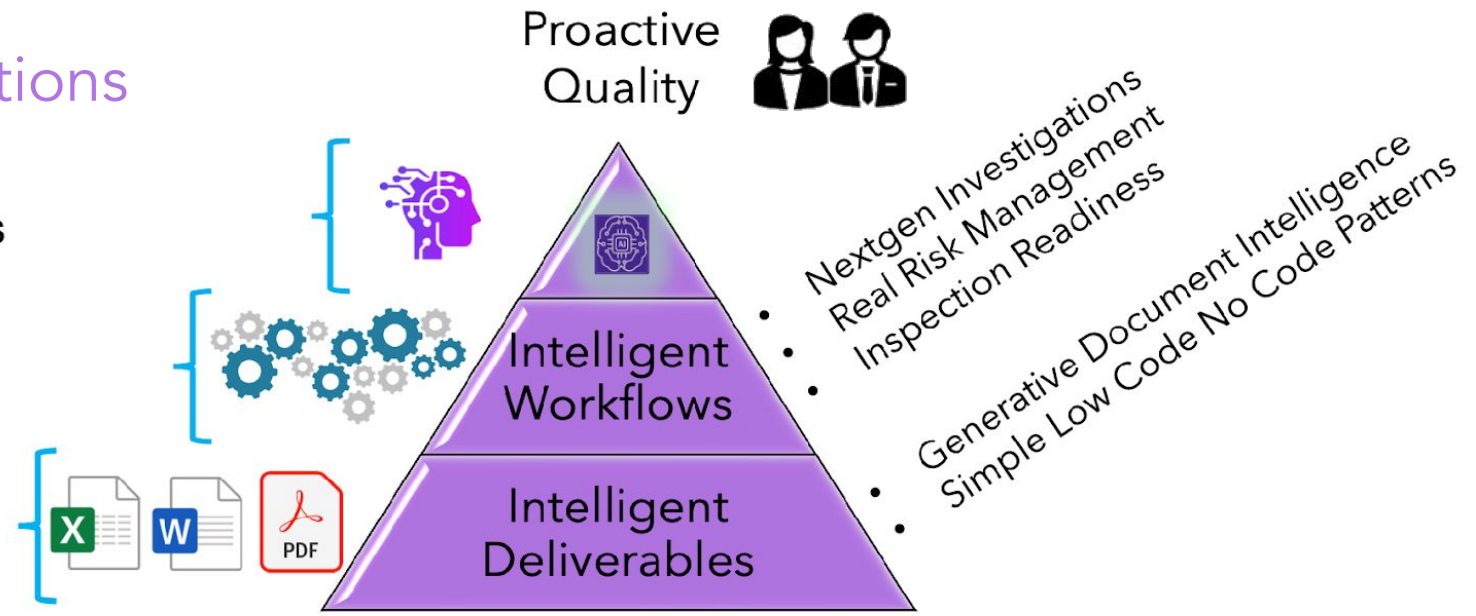 Proactive
Quality
tions
s
AI
Intelligent
Workflows
Intelligent
Deliverables
X
W
PDF
• Nextgen Investigations
• Real Risk Management
• Inspection Readiness
• Generative Document Intelligence
• Simple Low Code No Code Patterns